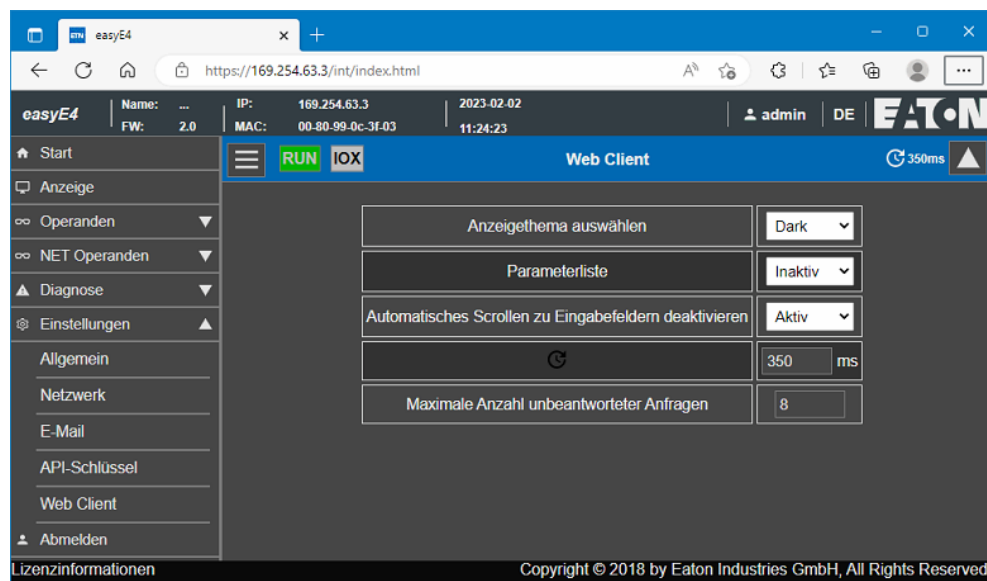 ETN easyE4
https://169.254.63.3/int/index.html
easyE4
Name: ...
FW: 2.0
IP: 169.254.63.3
MAC: 00-80-99-0c-3f-03
2023-02-02
11:24:23
admin
DE
EATON
Start
Anzeige
Operanden
NET Operanden
Diagnose
Einstellungen
Allgemein
Netzwerk
E-Mail
API-Schlüssel
Web Client
Abmelden
RUN IOX Web Client 350ms
Anzeigethema auswählen Dark
Parameterliste Inaktiv
Automatisches Scrollen zu Eingabefeldern deaktivieren Aktiv
350 ms
Maximale Anzahl unbeantworteter Anfragen 8
Lizenzinformationen Copyright © 2018 by Eaton Industries GmbH, All Rights Reserved